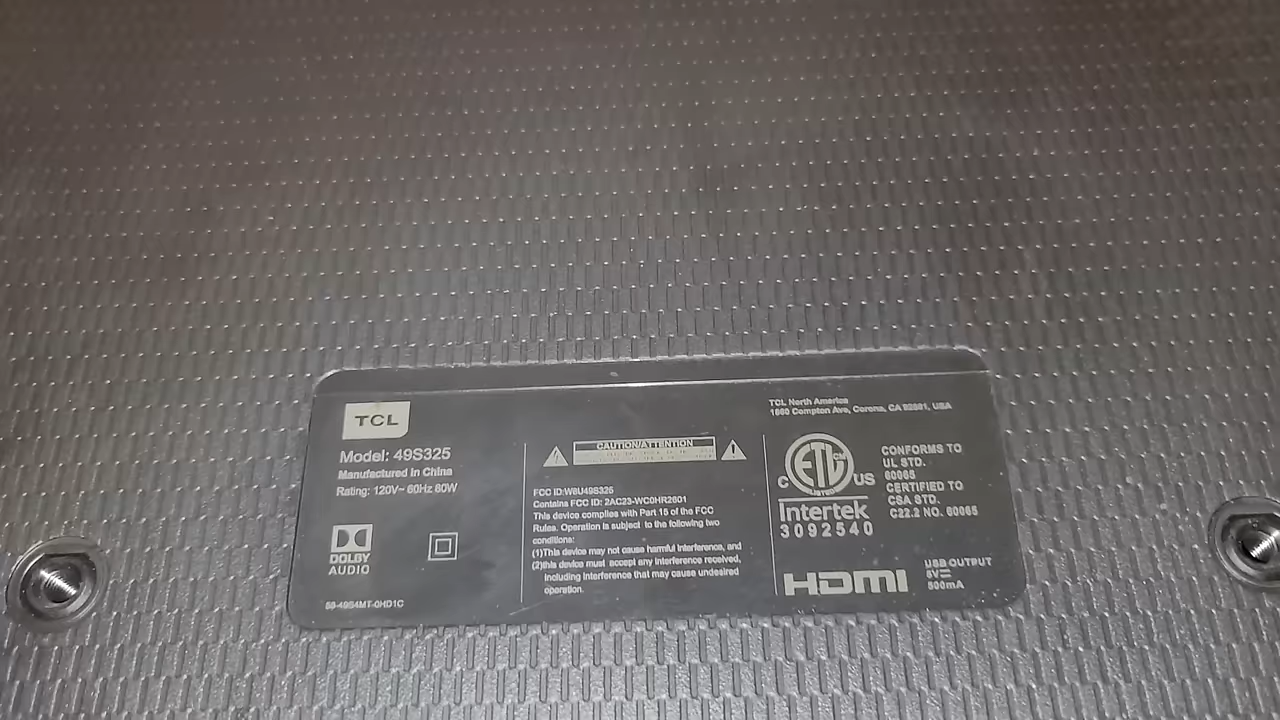 TCL
Model: 49S325
Manufactured in China
Rating: 120V~ 60Hz 80W
DOLBY
AUDIO
CAUTION/ATTENTION
FCC ID:W8U49S325
Contains FCC ID: 2AC23-WC0HR2601
This device complies with Part 15 of the FCC
Rules. Operation is subject to the following two
conditions:
(1)This device may not cause harmful interference, and
(2)this device must accept any interference received,
including interference that may cause undesired
operation.
TCL North America
1860 Compton Ave, Corona, CA 92881, USA
ETL CM
LISTED
C US
Intertek
3092540
CONFORMS TO
UL STD.
60065
CERTIFIED TO
CSA STD.
C22.2 NO. 60065
HDMI
USB OUTPUT
5V
500mA